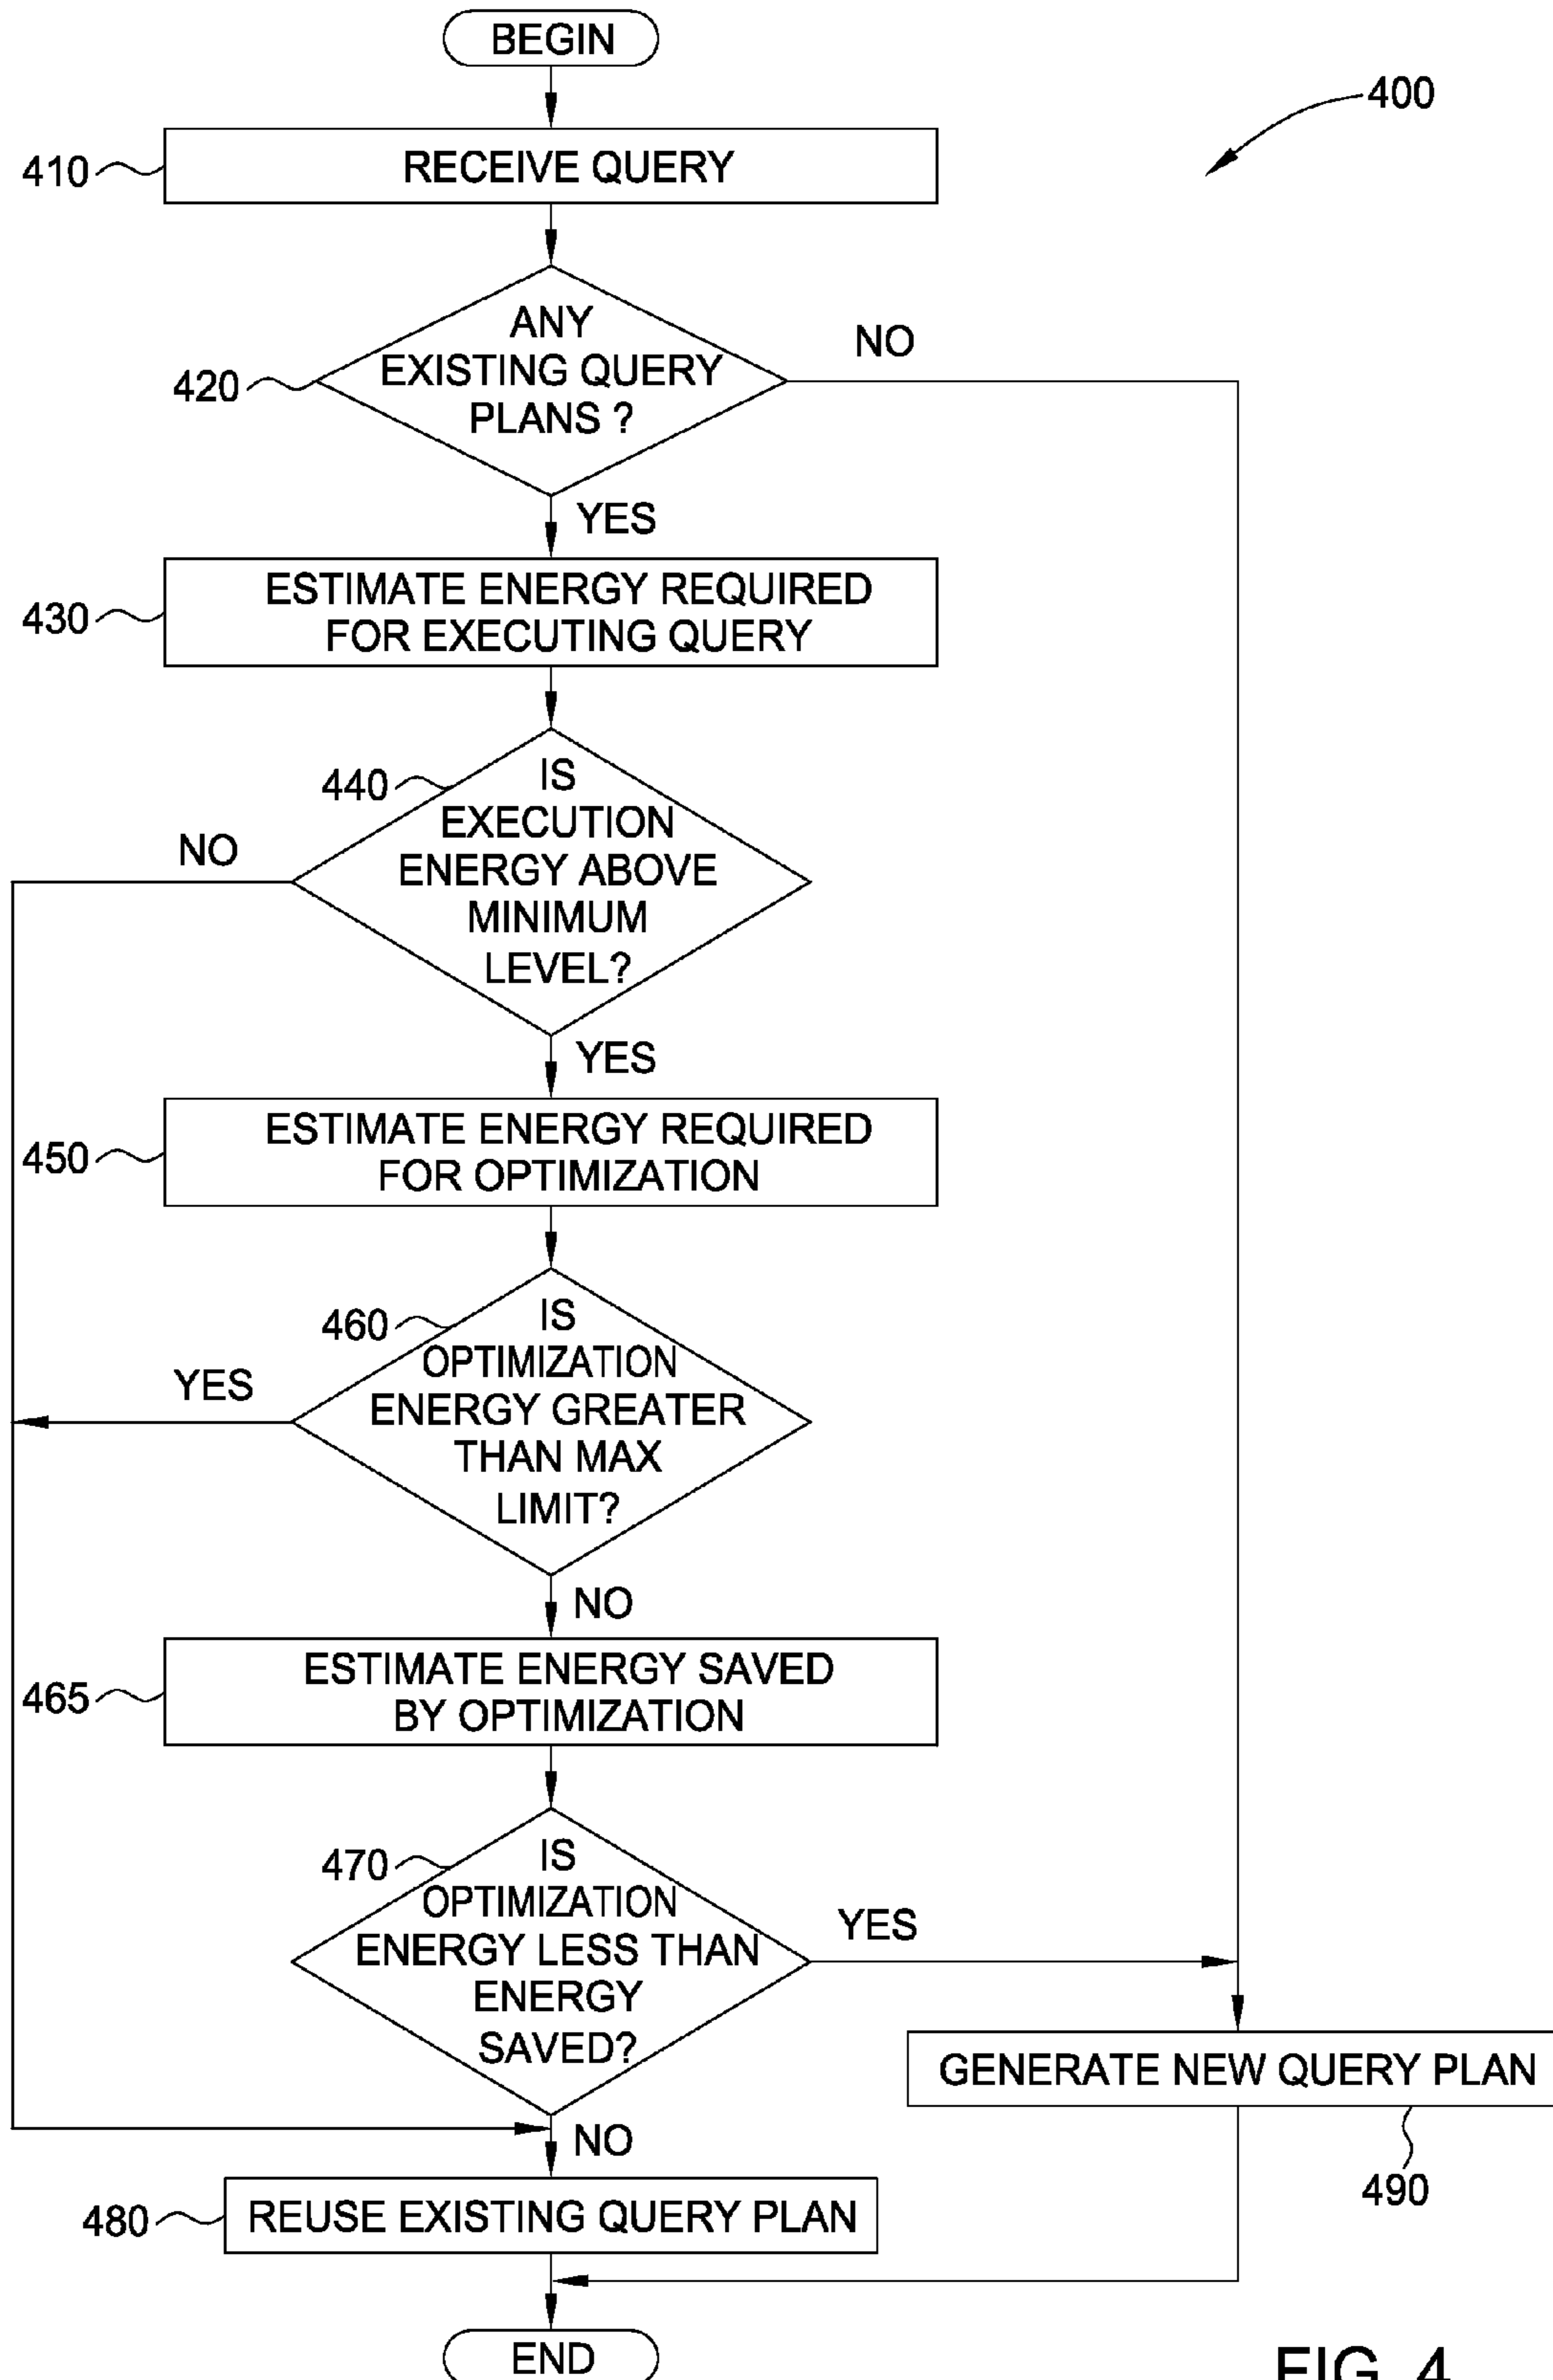 BEGIN
400
410
RECEIVE QUERY
420
ANY
EXISTING QUERY
PLANS ?
NO
YES
430
ESTIMATE ENERGY REQUIRED
FOR EXECUTING QUERY
440
IS
EXECUTION
ENERGY ABOVE
MINIMUM
LEVEL?
NO
YES
450
ESTIMATE ENERGY REQUIRED
FOR OPTIMIZATION
460
IS
OPTIMIZATION
ENERGY GREATER
THAN MAX
LIMIT?
YES
NO
465
ESTIMATE ENERGY SAVED
BY OPTIMIZATION
470
IS
OPTIMIZATION
ENERGY LESS THAN
ENERGY
SAVED?
YES
NO
GENERATE NEW QUERY PLAN
490
480
REUSE EXISTING QUERY PLAN
END
FIG. 4